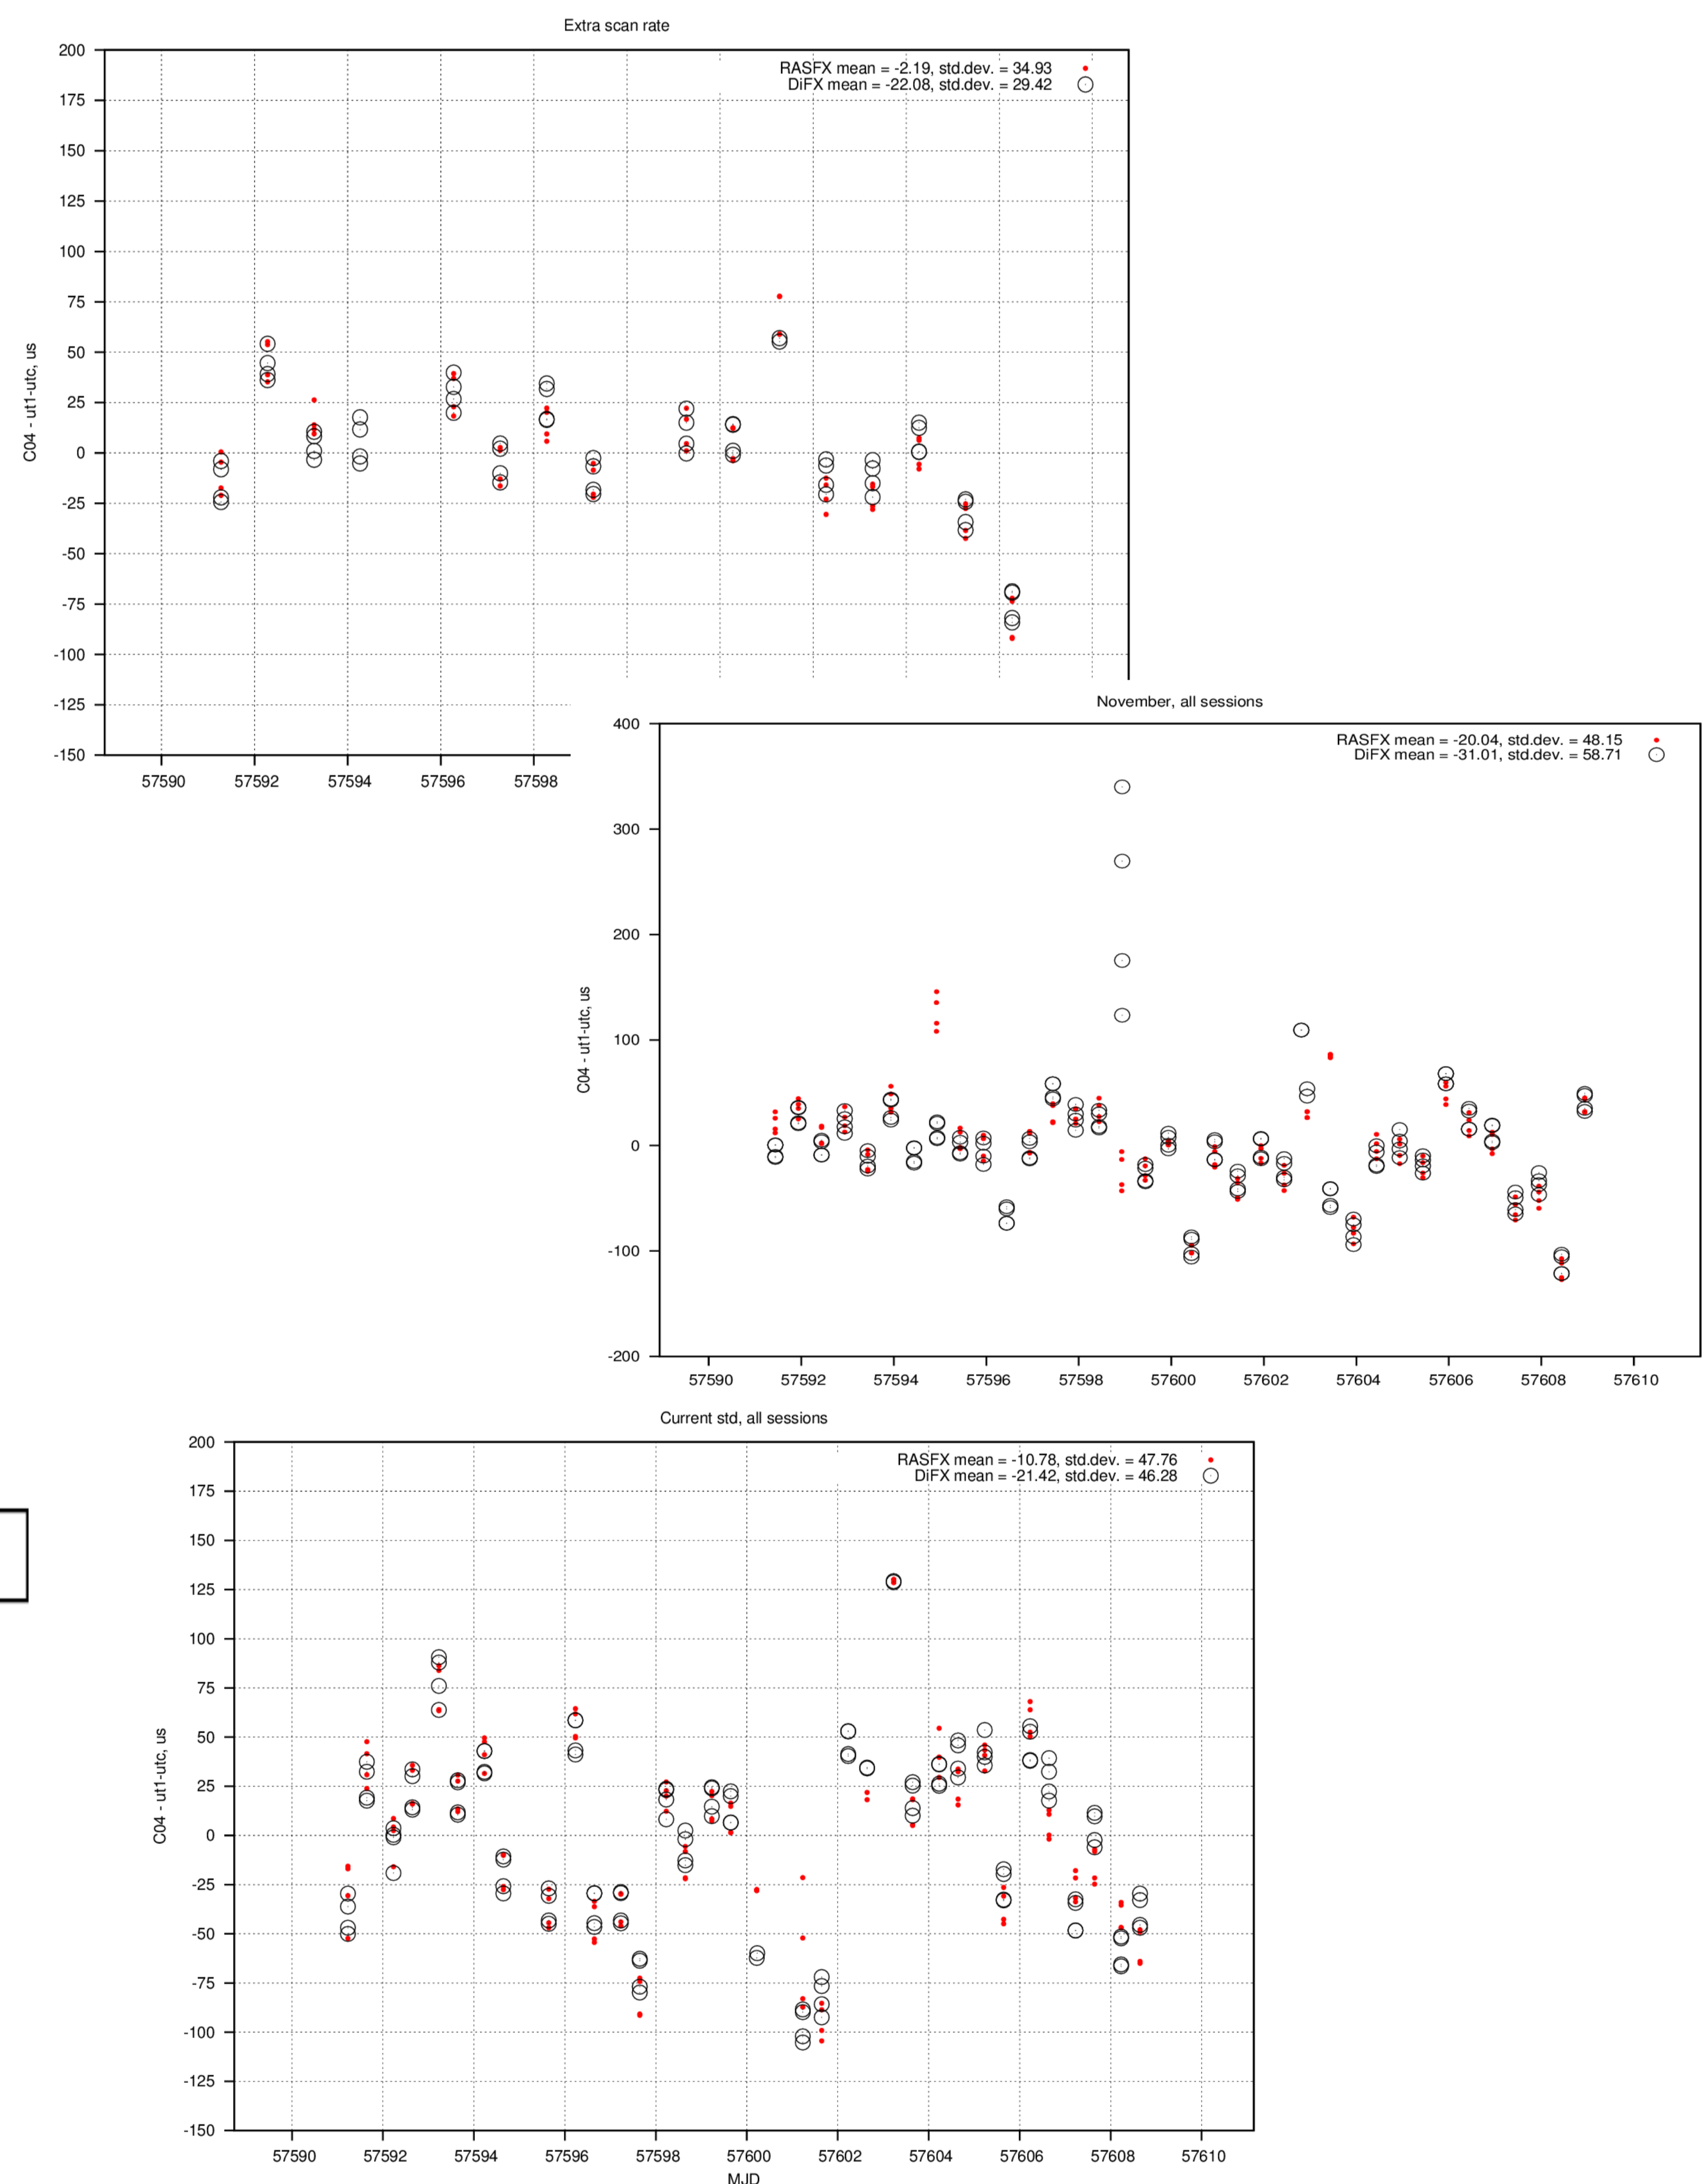 Extra scan rate
RASFX mean = -2.19, std.dev. = 34.93
DiFX mean = -22.08, std.dev. = 29.42
C04 - ut1-utc, us
200
175
150
125
100
75
50
25
0
-25
-50
-75
-100
-125
-150
57590 57592 57594 57596 57598
November, all sessions
RASFX mean = -20.04, std.dev. = 48.15
DiFX mean = -31.01, std.dev. = 58.71
C04 - ut1-utc, us
400
300
200
100
0
-100
-200
57590 57592 57594 57596 57598 57600 57602 57604 57606 57608 57610
Current std, all sessions
RASFX mean = -10.78, std.dev. = 47.76
DiFX mean = -21.42, std.dev. = 46.28
C04 - ut1-utc, us
200
175
150
125
100
75
50
25
0
-25
-50
-75
-100
-125
-150
57590 57592 57594 57596 57598 57600 57602 57604 57606 57608 57610
MJD